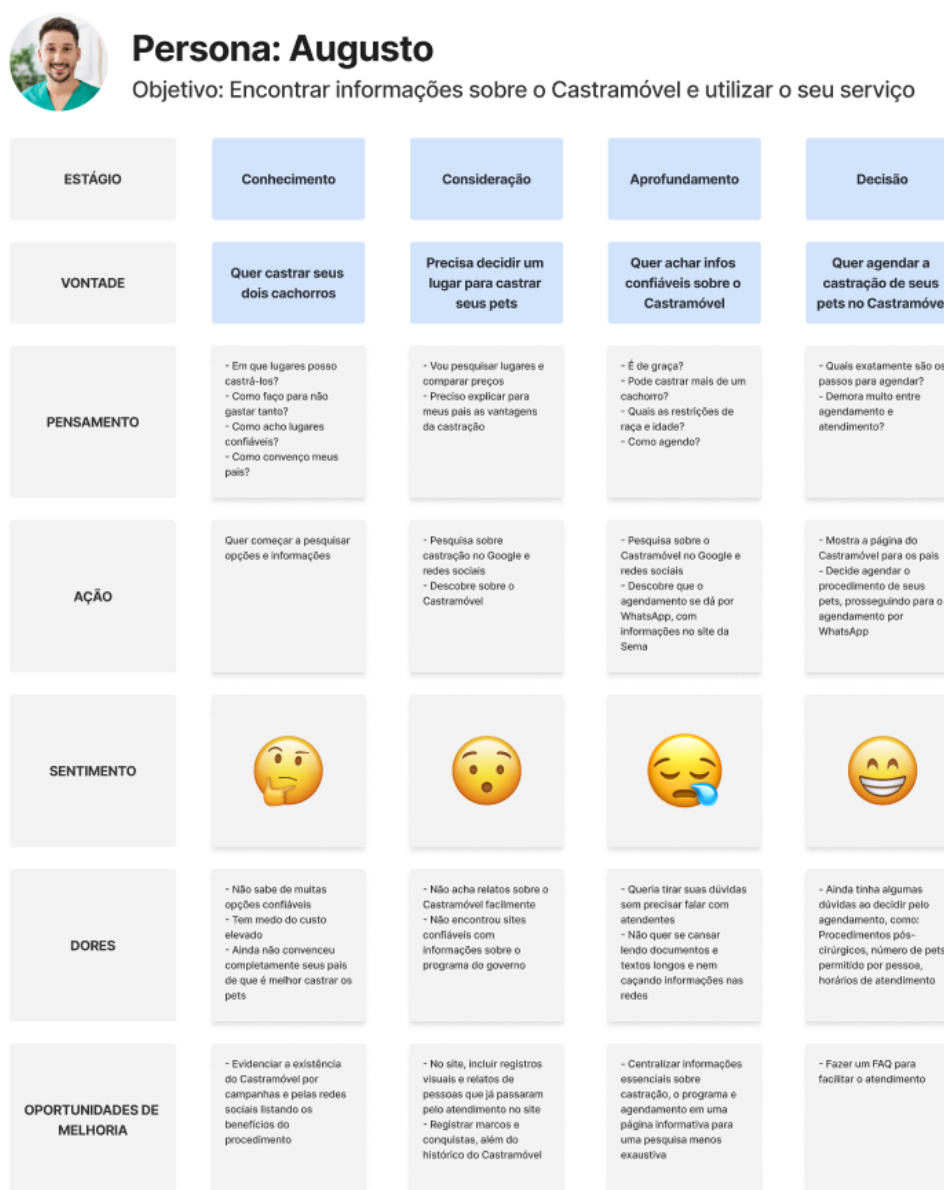 Persona: Augusto
Objetivo: Encontrar informações sobre o Castramóvel e utilizar o seu serviço
ESTÁGIO
Conhecimento
Consideração
Aprofundamento
Decisão
VONTADE
Quer castrar seus
dois cachorros
Precisa decidir um
lugar para castrar
seus pets
Quer achar infos
confiáveis sobre o
Castramóvel
Quer agendar a
castração de seus
pets no Castramóve
PENSAMENTO
- Em que lugares posso
castrá-los?
- Como faço para não
gastar tanto?
- Como acho lugares
confiáveis?
- Como convenço meus
pais?
- Vou pesquisar lugares e
comparar preços
- Preciso explicar para
meus pais as vantagens
da castração
- É de graça?
- Pode castrar mais de um
cachorro?
- Quais as restrições de
raça e idade?
- Como agendo?
- Quais exatamente são os
passos para agendar?
- Demora muito entre
agendamento e
atendimento?
AÇÃO
Quer começar a pesquisar
opções e informações
- Pesquisa sobre
castração no Google e
redes sociais
- Descobre sobre o
Castramóvel
- Pesquisa sobre o
Castramóvel no Google e
redes sociais
- Descobre que o
agendamento se dá por
WhatsApp, com
informações no site da
Sema
- Mostra a página do
Castramóvel para os pais
- Decide agendar o
procedimento de seus
pets, prosseguindo para o
agendamento por
WhatsApp
SENTIMENTO
DORES
- Não sabe de muitas
opções confiáveis
- Tem medo do custo
elevado
- Ainda não convenceu
completamente seus pais
de que é melhor castrar os
pets
- Não acha relatos sobre o
Castramóvel facilmente
- Não encontrou sites
confiáveis com
informações sobre o
programa do governo
- Queria tirar suas dúvidas
sem precisar falar com
atendentes
- Não quer se cansar
lendo documentos e
textos longos e nem
caçando informações nas
redes
- Ainda tinha algumas
dúvidas ao decidir pelo
agendamento, como:
Procedimentos pós-
cirúrgicos, número de pets
permitido por pessoa,
horários de atendimento
OPORTUNIDADES DE
MELHORIA
- Evidenciar a existência
do Castramóvel por
campanhas e pelas redes
sociais listando os
benefícios do
procedimento
- No site, incluir registros
visuais e relatos de
pessoas que já passaram
pelo atendimento no site
- Registrar marcos e
conquistas, além do
histórico do Castramóvel
- Centralizar informações
essenciais sobre
castração, o programa e
agendamento em uma
página informativa para
uma pesquisa menos
exaustiva
- Fazer um FAQ para
facilitar o atendimento